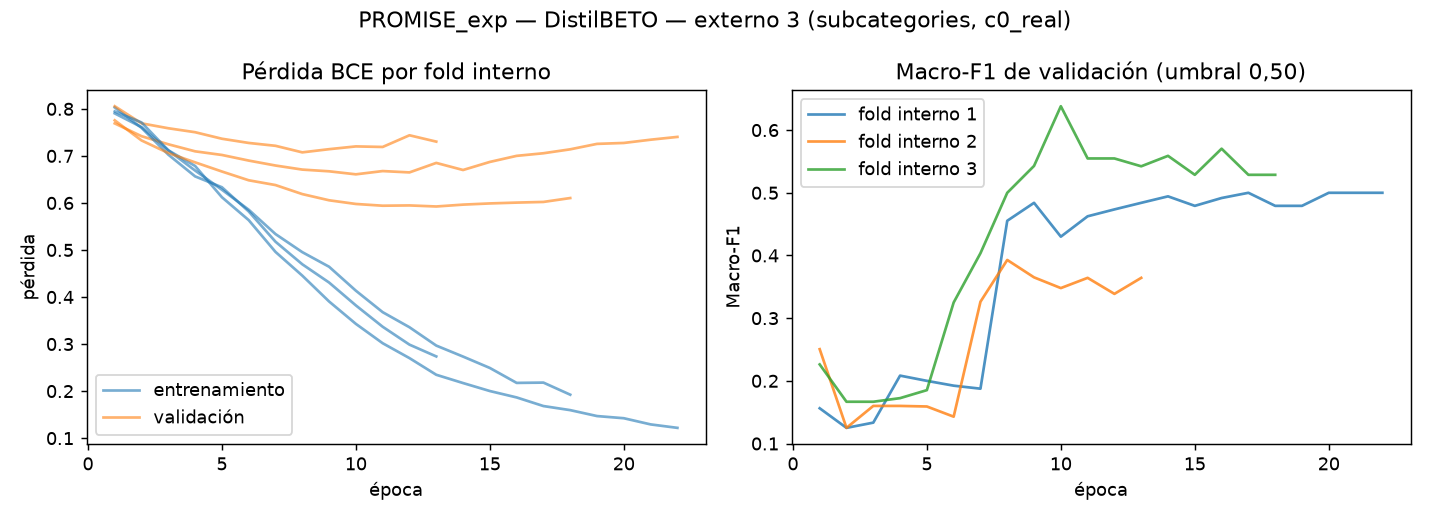 PROMISE_exp — DistilBETO — externo 3 (subcategories, c0_real)
Pérdida BCE por fold interno
pérdida
0.8
0.7
0.6
0.5
0.4
0.3
0.2
0.1
entrenamiento
validación
0
5
10
15
20
época
Macro-F1 de validación (umbral 0,50)
Macro-F1
0.6
0.5
0.4
0.3
0.2
0.1
fold interno 1
fold interno 2
fold interno 3
0
5
10
15
20
época